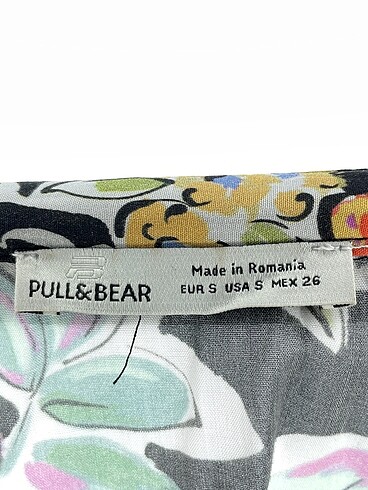 PULL&BEAR
Made in Romania
EUR S USA S MEX 26